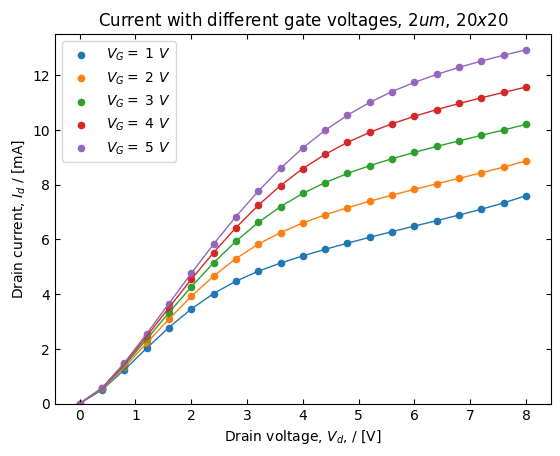 Current with different gate voltages, 2um, 20x20
V_G = 1 V
V_G = 2 V
V_G = 3 V
V_G = 4 V
V_G = 5 V
Drain current, I_d / [mA]
12
10
8
6
4
2
0
0 1 2 3 4 5 6 7 8
Drain voltage, V_d, / [V]